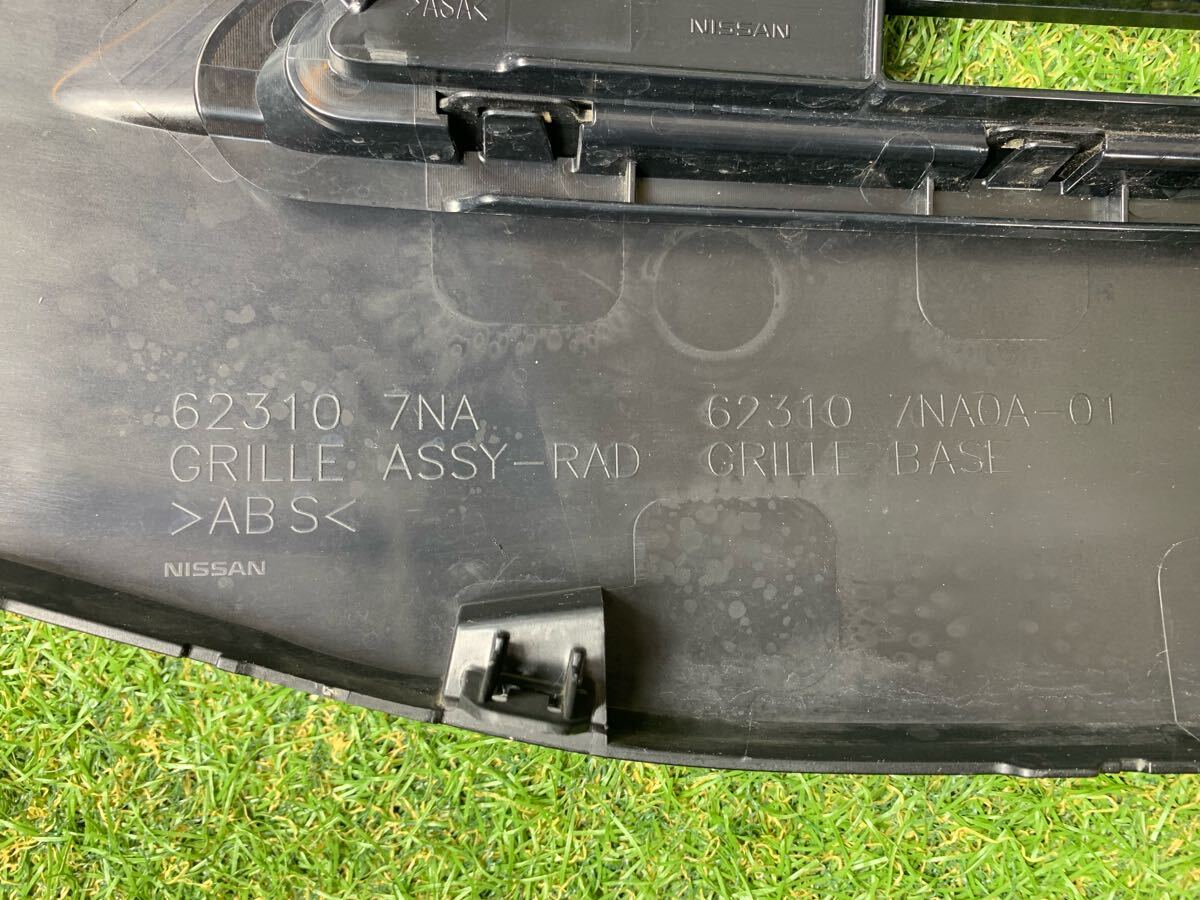 >ASA<
NISSAN
62310 7NA
GRILLE ASSY-RAD
>ABS<
NISSAN
62310 7NA0A-01
GRILLE BASE